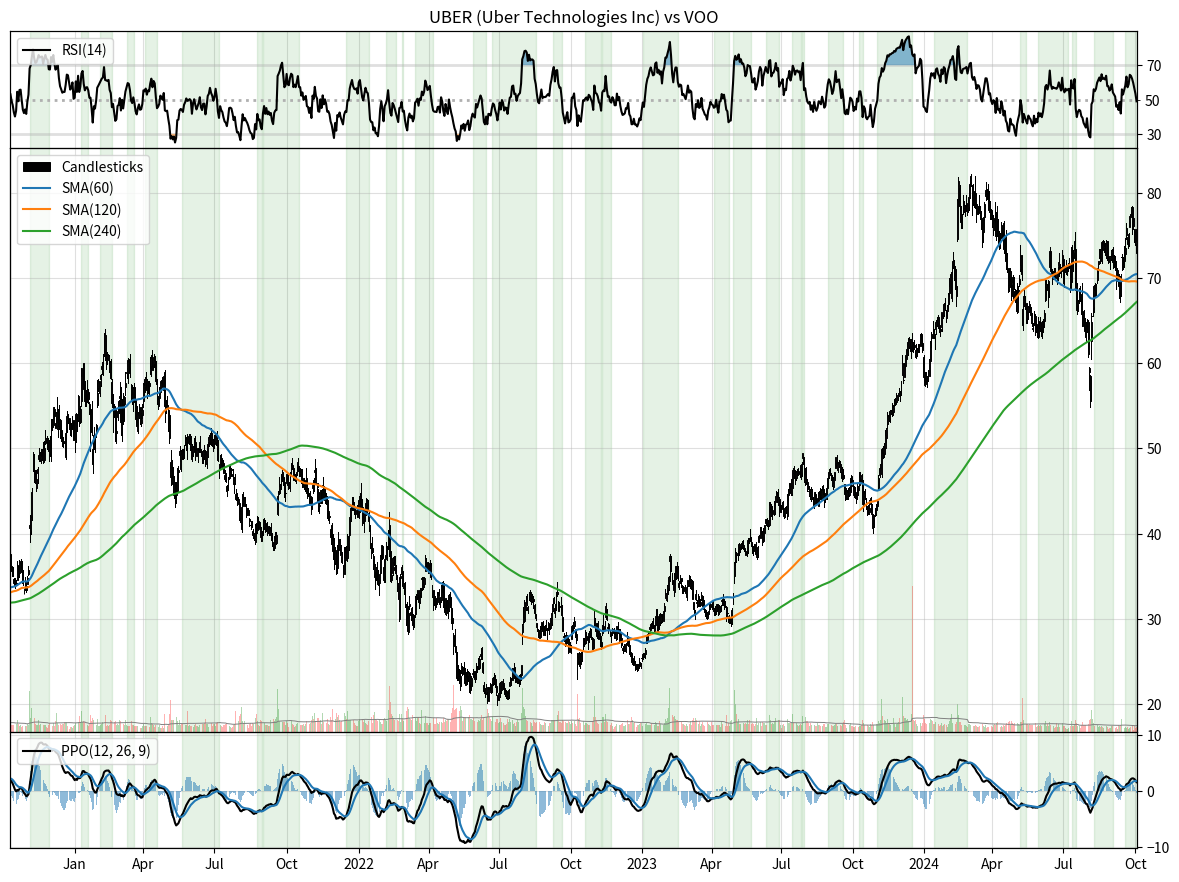 UBER (Uber Technologies Inc) vs VOO
RSI(14)
70
50
30
Candlesticks
SMA(60)
SMA(120)
SMA(240)
80
70
60
50
40
30
20
PPO(12, 26, 9)
10
0
−10
Jan Apr Jul Oct 2022 Apr Jul Oct 2023 Apr Jul Oct 2024 Apr Jul Oct